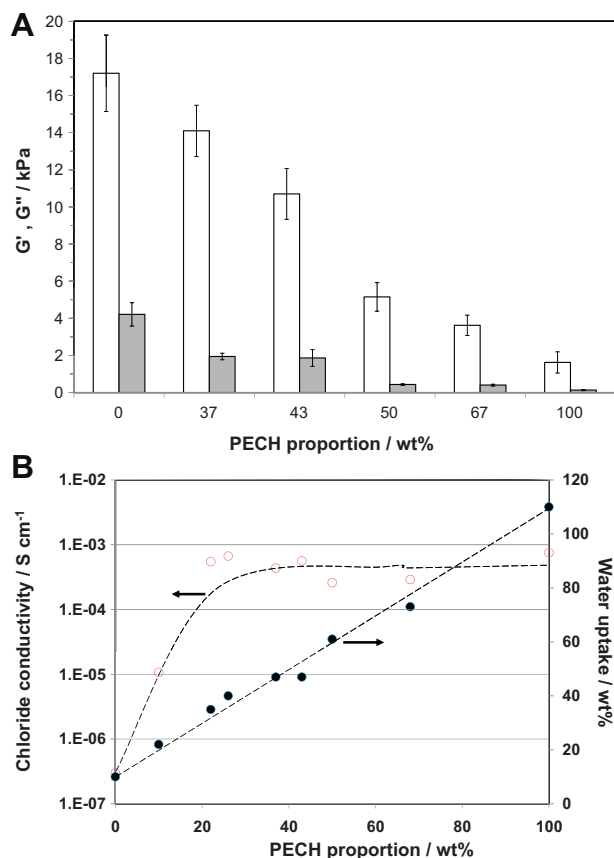 A
20
18
16
14
12
10
8
6
4
2
0
G' , G" / kPa
0 37 43 50 67 100
PECH proportion / wt%
B
1.E-02
1.E-03
1.E-04
1.E-05
1.E-06
1.E-07
Chloride conductivity / S cm⁻¹
120
100
80
60
40
20
0
Water uptake / wt%
0 20 40 60 80 100
PECH proportion / wt%